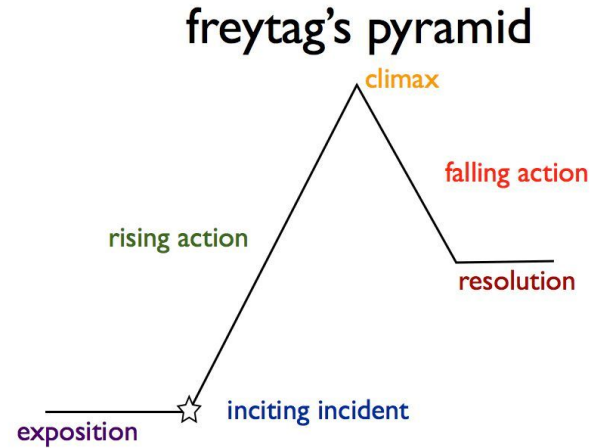 freytag's pyramid
climax
falling action
rising action
resolution
inciting incident
exposition